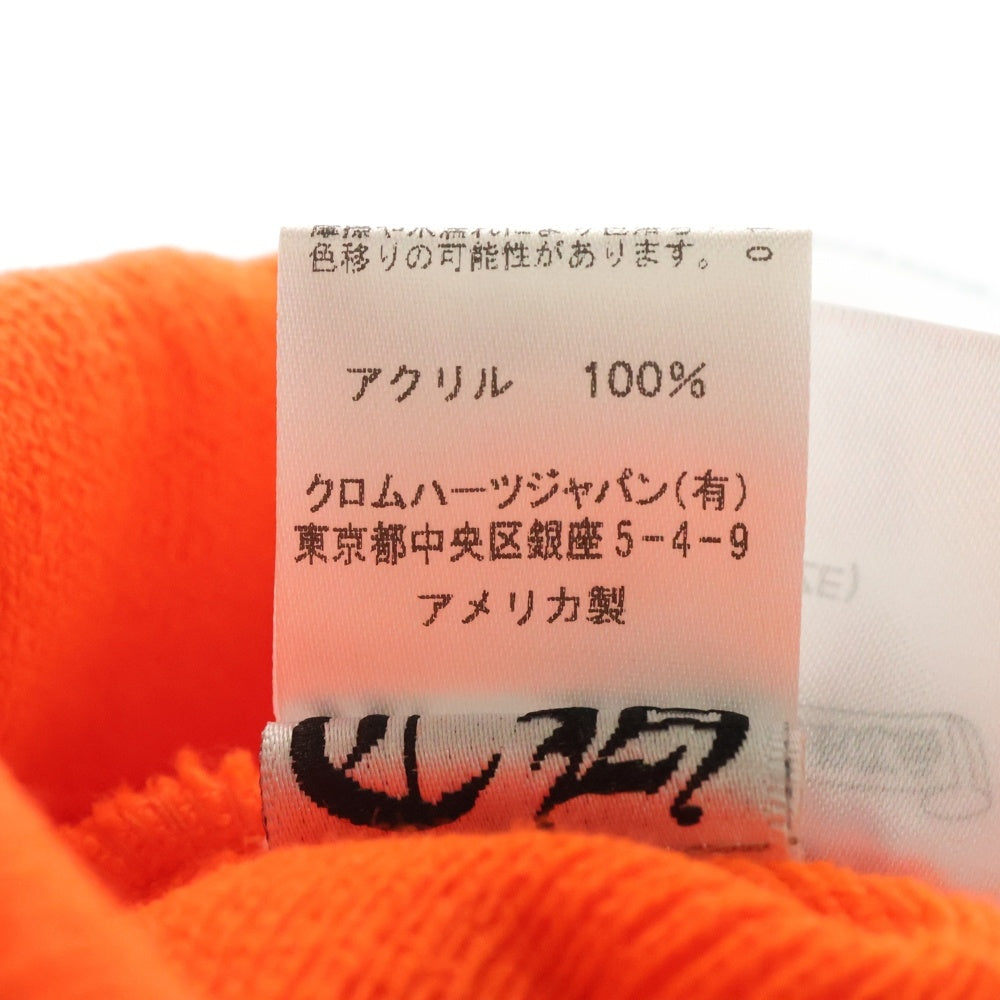 色移りの可能性があります。
アクリル 100%
クロムハーツジャパン(有)
東京都中央区銀座5-4-9
アメリカ製